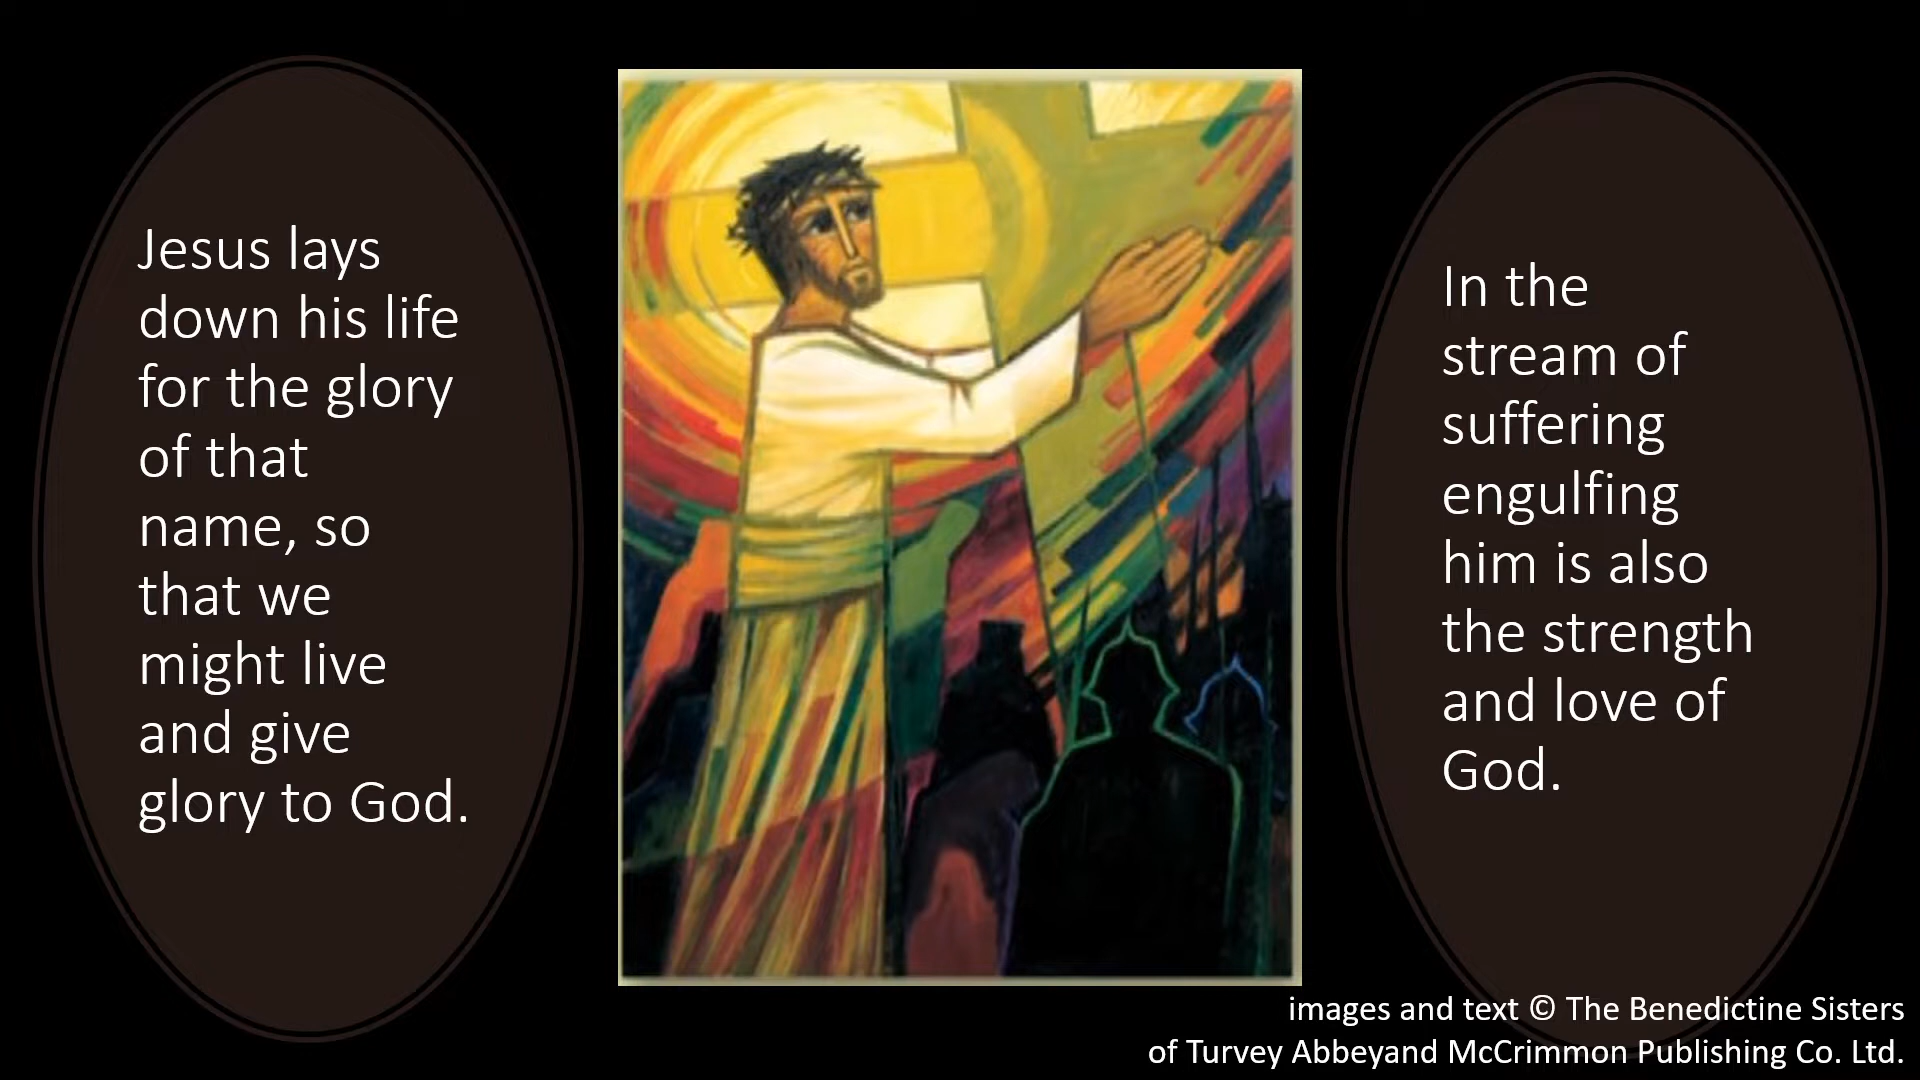 Jesus lays
down his life
for the glory
of that
name, so
that we
might live
and give
glory to God.
In the
stream of
suffering
engulfing
him is also
the strength
and love of
God.
images and text © The Benedictine Sisters
of Turvey Abbeyand McCrimmon Publishing Co. Ltd.